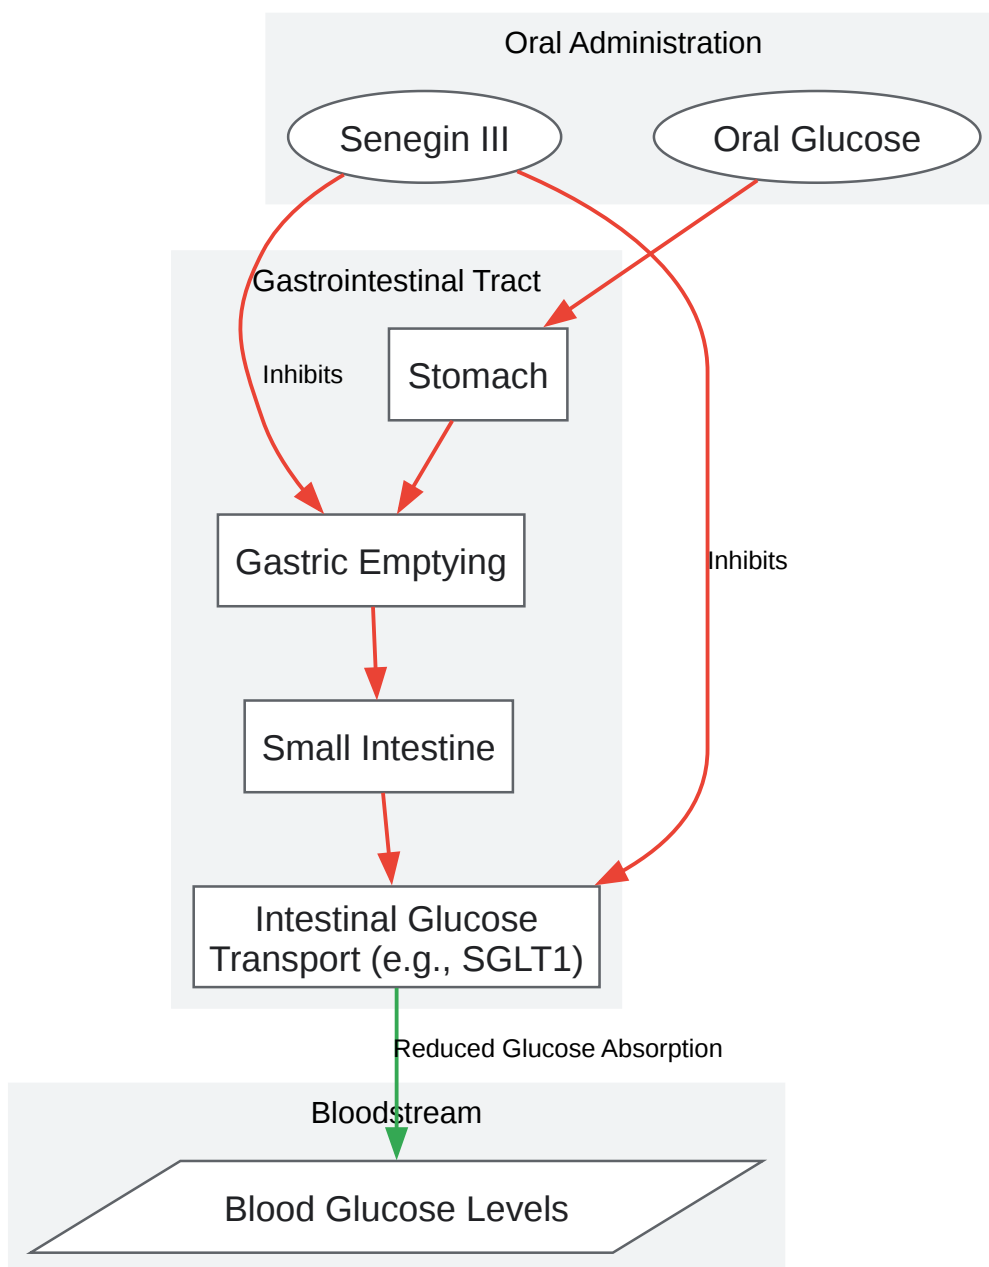 Oral Administration
Senegin III
Oral Glucose
Gastrointestinal Tract
Inhibits
Stomach
Gastric Emptying
Inhibits
Small Intestine
Intestinal Glucose
Transport (e.g., SGLT1)
Reduced Glucose Absorption
Bloodstream
Blood Glucose Levels